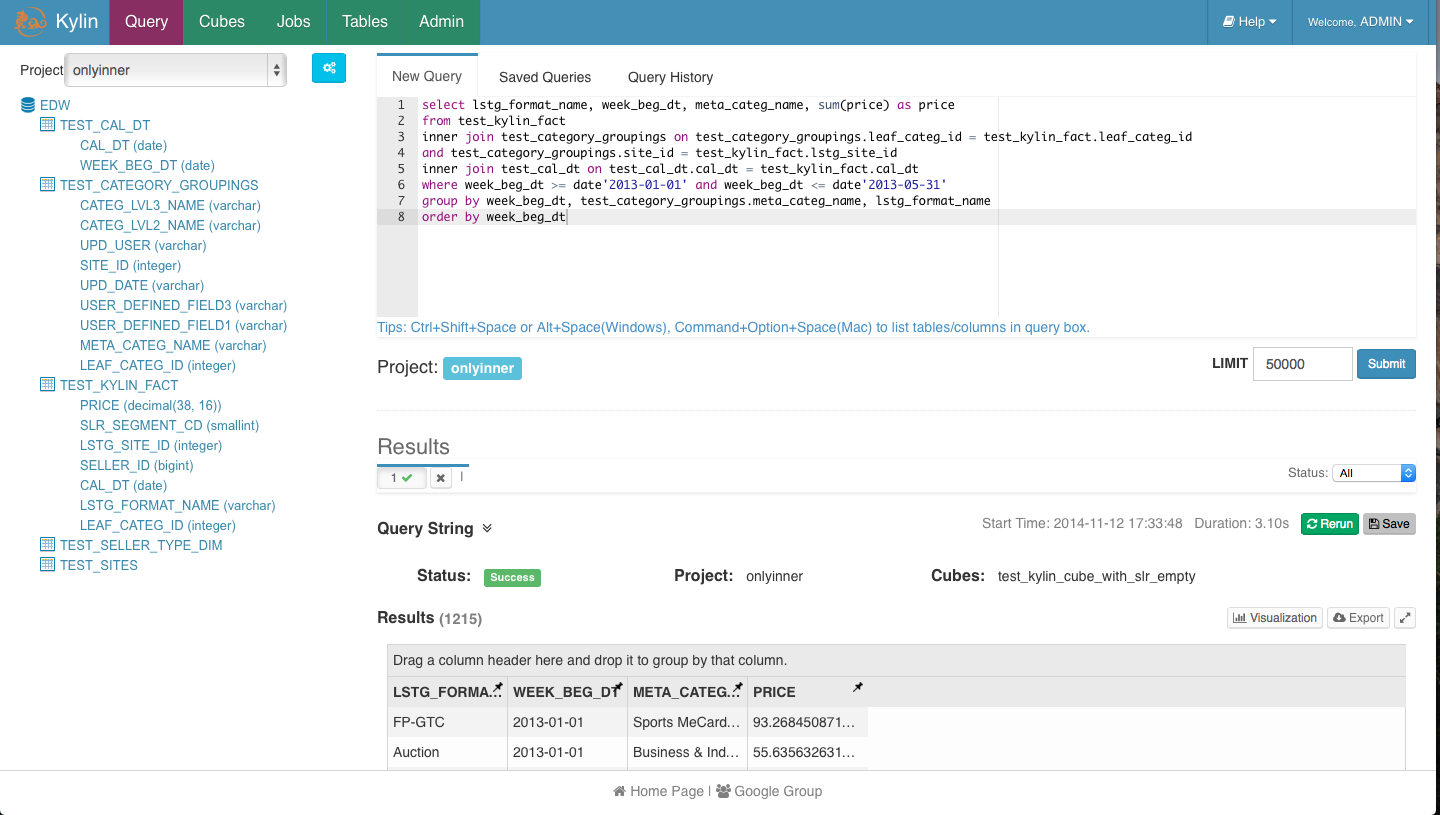 Kylin Query Cubes Jobs Tables Admin Help Welcome, ADMIN
Project onlyinner
EDW
TEST_CAL_DT
CAL_DT (date)
WEEK_BEG_DT (date)
TEST_CATEGORY_GROUPINGS
CATEG_LVL3_NAME (varchar)
CATEG_LVL2_NAME (varchar)
UPD_USER (varchar)
SITE_ID (integer)
UPD_DATE (varchar)
USER_DEFINED_FIELD3 (varchar)
USER_DEFINED_FIELD1 (varchar)
META_CATEG_NAME (varchar)
LEAF_CATEG_ID (integer)
TEST_KYLIN_FACT
PRICE (decimal(38, 16))
SLR_SEGMENT_CD (smallint)
LSTG_SITE_ID (integer)
SELLER_ID (bigint)
CAL_DT (date)
LSTG_FORMAT_NAME (varchar)
LEAF_CATEG_ID (integer)
TEST_SELLER_TYPE_DIM
TEST_SITES
New Query Saved Queries Query History
1 select lstg_format_name, week_beg_dt, meta_categ_name, sum(price) as price
2 from test_kylin_fact
3 inner join test_category_groupings on test_category_groupings.leaf_categ_id = test_kylin_fact.leaf_categ_id
4 and test_category_groupings.site_id = test_kylin_fact.lstg_site_id
5 inner join test_cal_dt on test_cal_dt.cal_dt = test_kylin_fact.cal_dt
6 where week_beg_dt >= date'2013-01-01' and week_beg_dt <= date'2013-05-31'
7 group by week_beg_dt, test_category_groupings.meta_categ_name, lstg_format_name
8 order by week_beg_dt
Tips: Ctrl+Shift+Space or Alt+Space(Windows), Command+Option+Space(Mac) to list tables/columns in query box.
Project: onlyinner LIMIT 50000 Submit
Results
1 | Status: All
Query String Start Time: 2014-11-12 17:33:48 Duration: 3.10s Rerun Save
Status: Success Project: onlyinner Cubes: test_kylin_cube_with_slr_empty
Results (1215) Visualization Export
Drag a column header here and drop it to group by that column.
LSTG_FORMA... WEEK_BEG_DT META_CATEG... PRICE
FP-GTC 2013-01-01 Sports MeCard... 93.268450871...
Auction 2013-01-01 Business & Ind... 55.635632631...
Home Page | Google Group